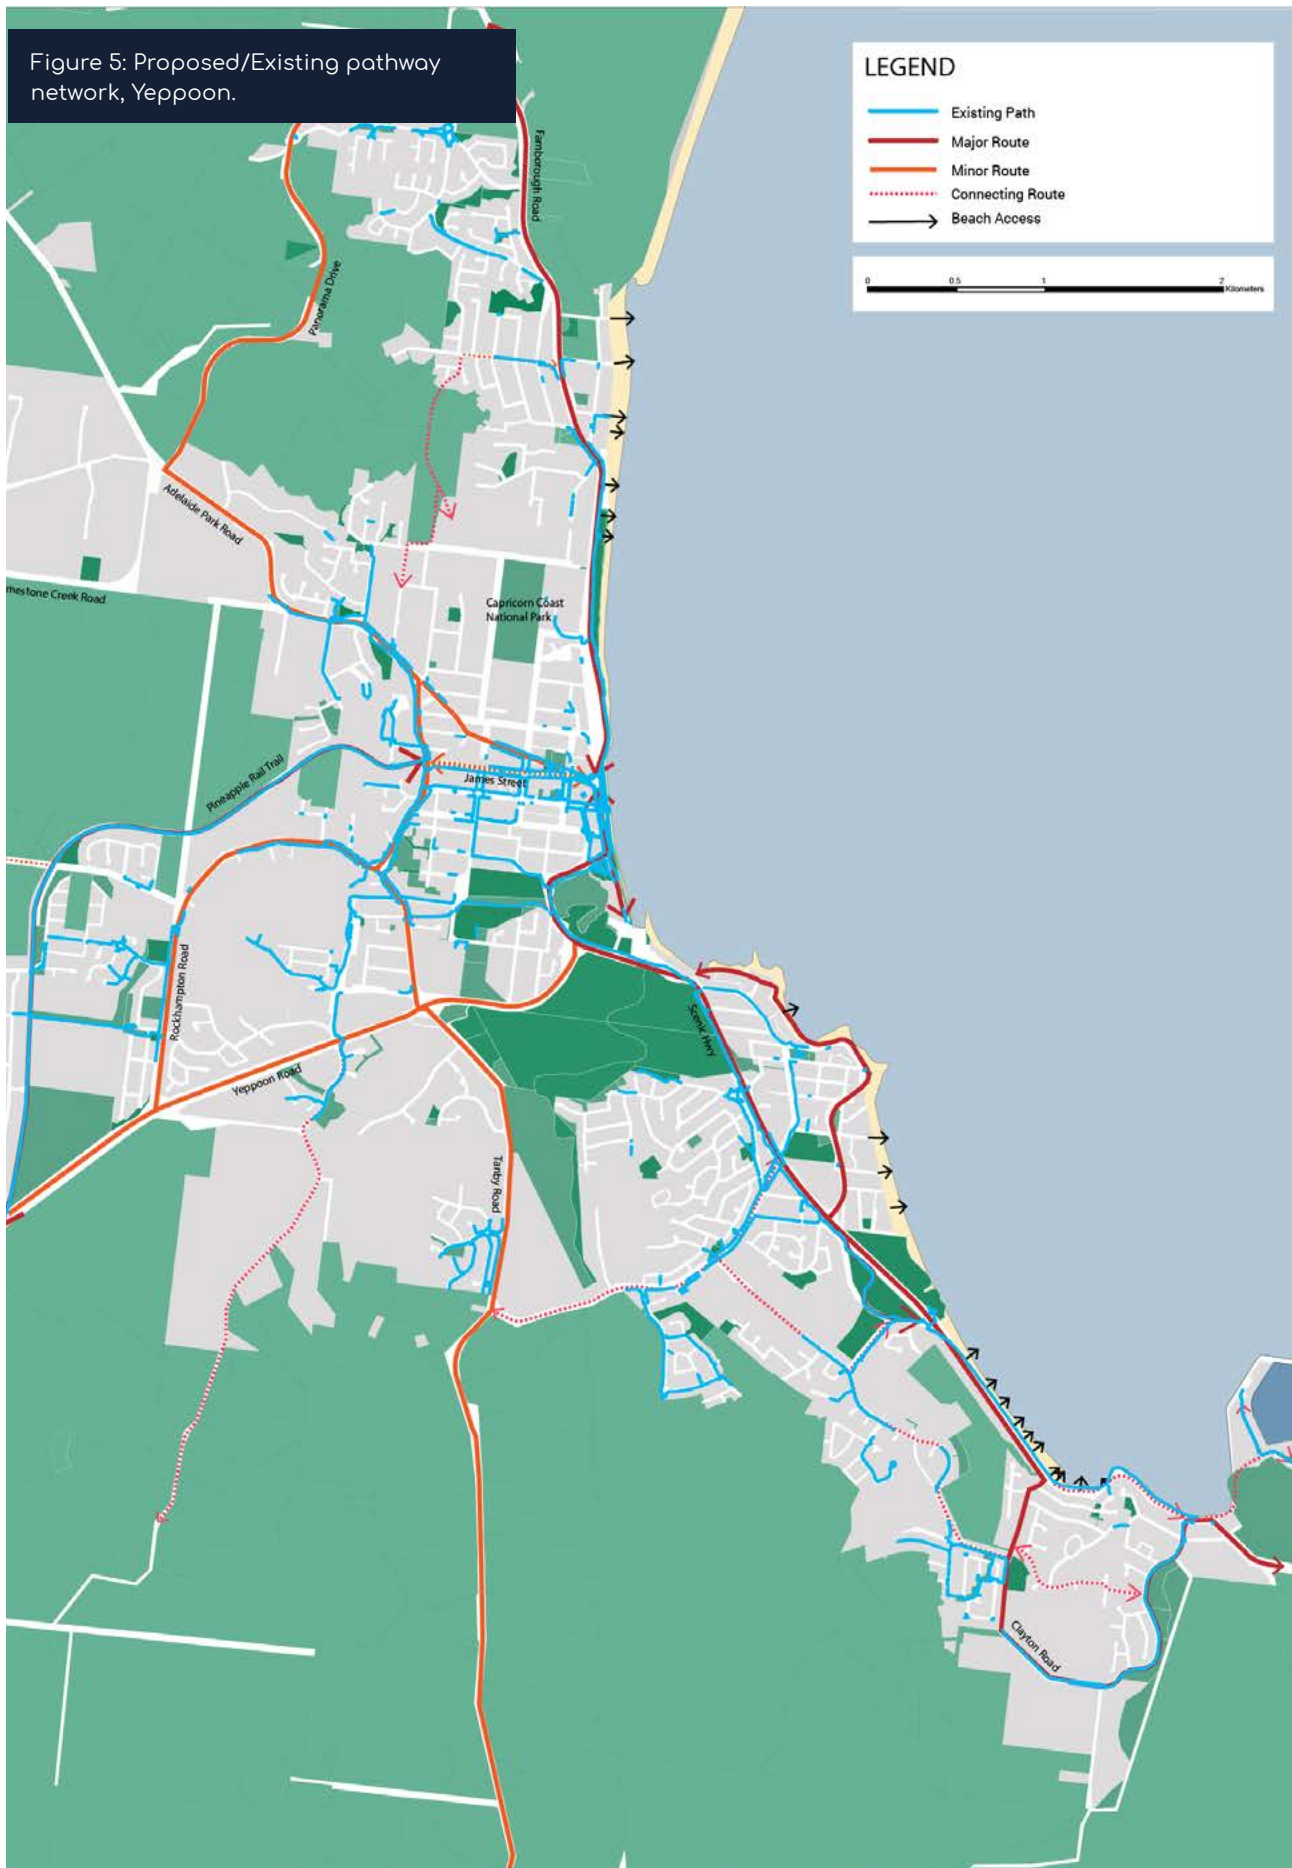 Figure 5: Proposed/Existing pathway
network, Yeppoon.
LEGEND
Existing Path
Major Route
Minor Route
Connecting Route
Beach Access
0
0.5
1
2
Kilometers
Farnborough Road
Panorama Drive
Adelaide Park Road
mestone Creek Road
Capricorn Coast
National Park
Pineapple Rail Trail
James Street
Rockhampton Road
Yeppoon Road
Scenic Hwy
Tanby Road
Clayton Road